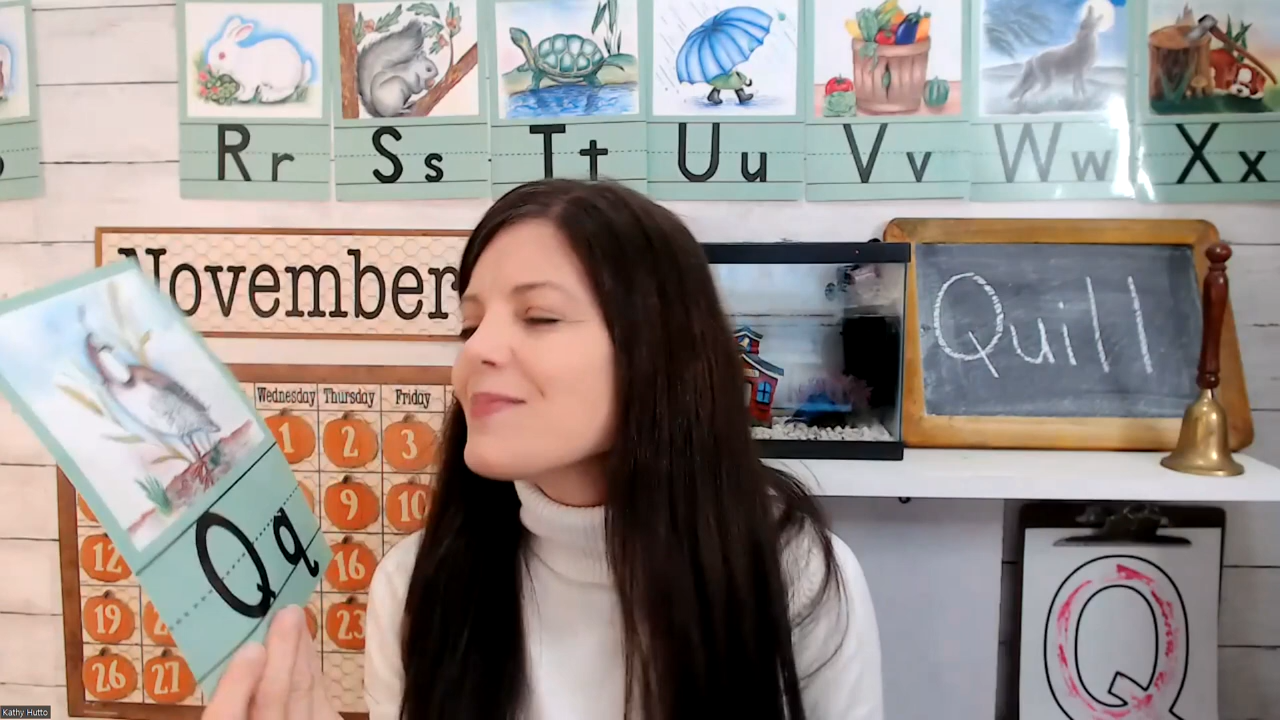 Rr
Ss
Tt
Uu
Vv
Ww
Xx
November
Quill
Wednesday Thursday Friday
1 2 3
9 10
12 16
19 23
26 27
Qq
Q
Kathy Hutto